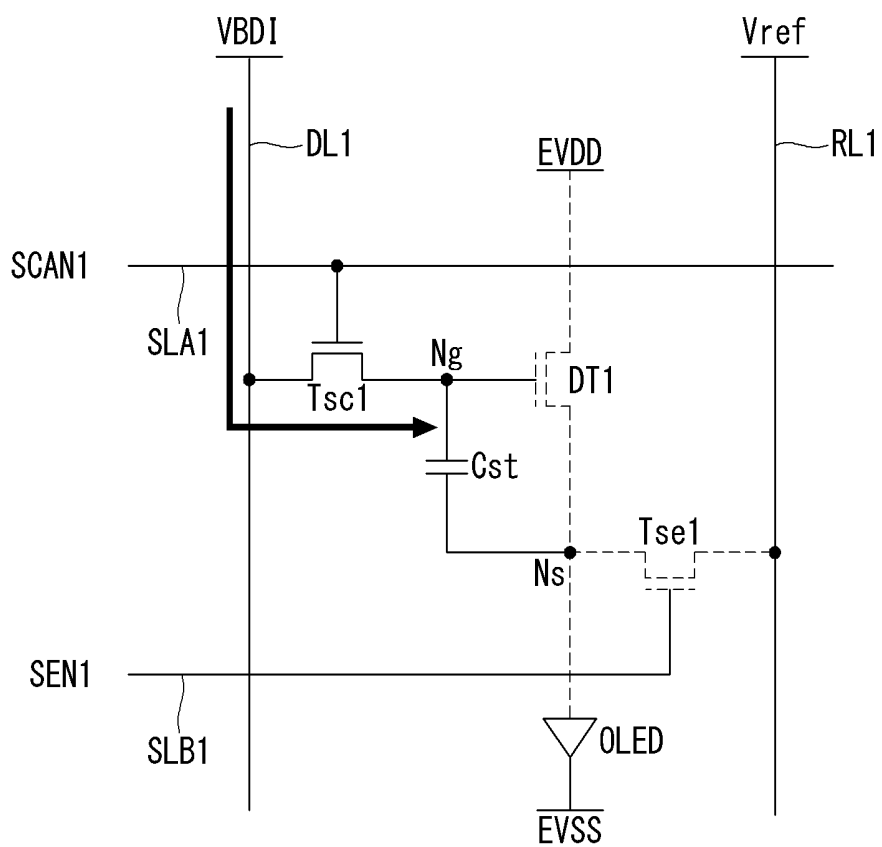 VBDI
Vref
DL1
RL1
EVDD
SCAN1
SLA1
Ng
DT1
Tsc1
Cst
Tse1
Ns
SEN1
SLB1
OLED
EVSS